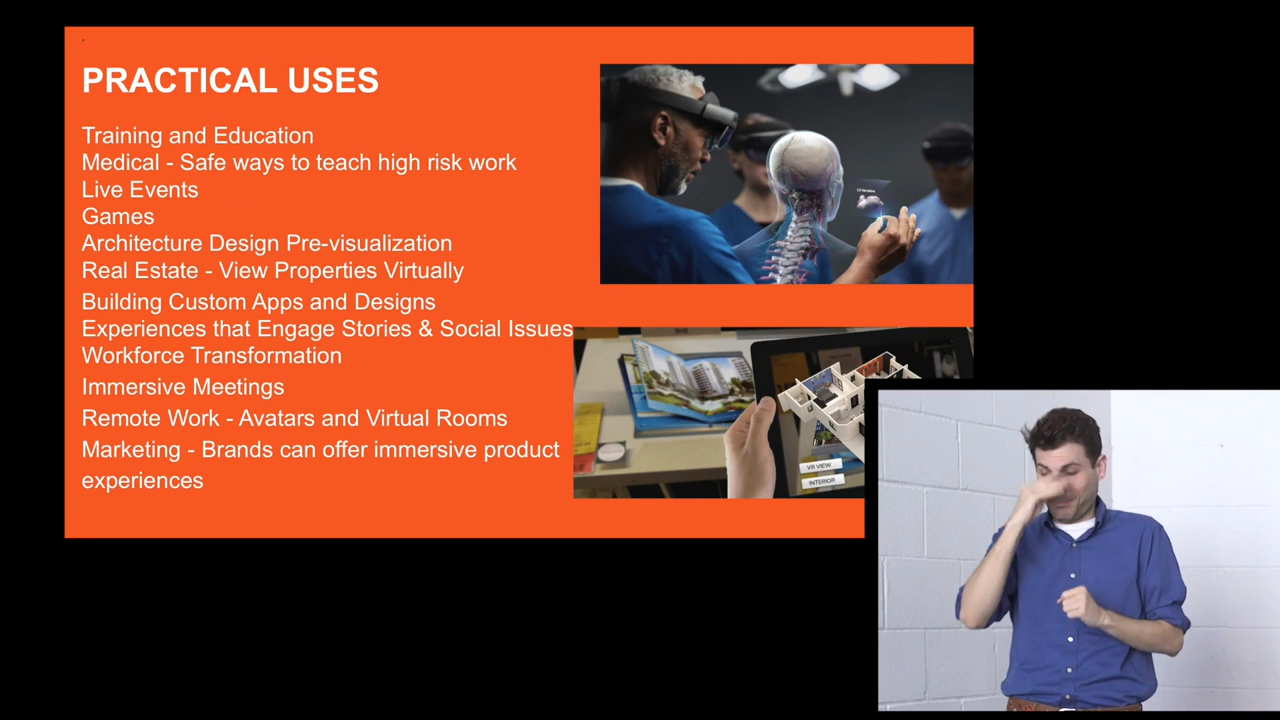 PRACTICAL USES
Training and Education
Medical - Safe ways to teach high risk work
Live Events
Games
Architecture Design Pre-visualization
Real Estate - View Properties Virtually
Building Custom Apps and Designs
Experiences that Engage Stories & Social Issues
Workforce Transformation
Immersive Meetings
Remote Work - Avatars and Virtual Rooms
Marketing - Brands can offer immersive product
experiences
VR VIEW
INTERIOR